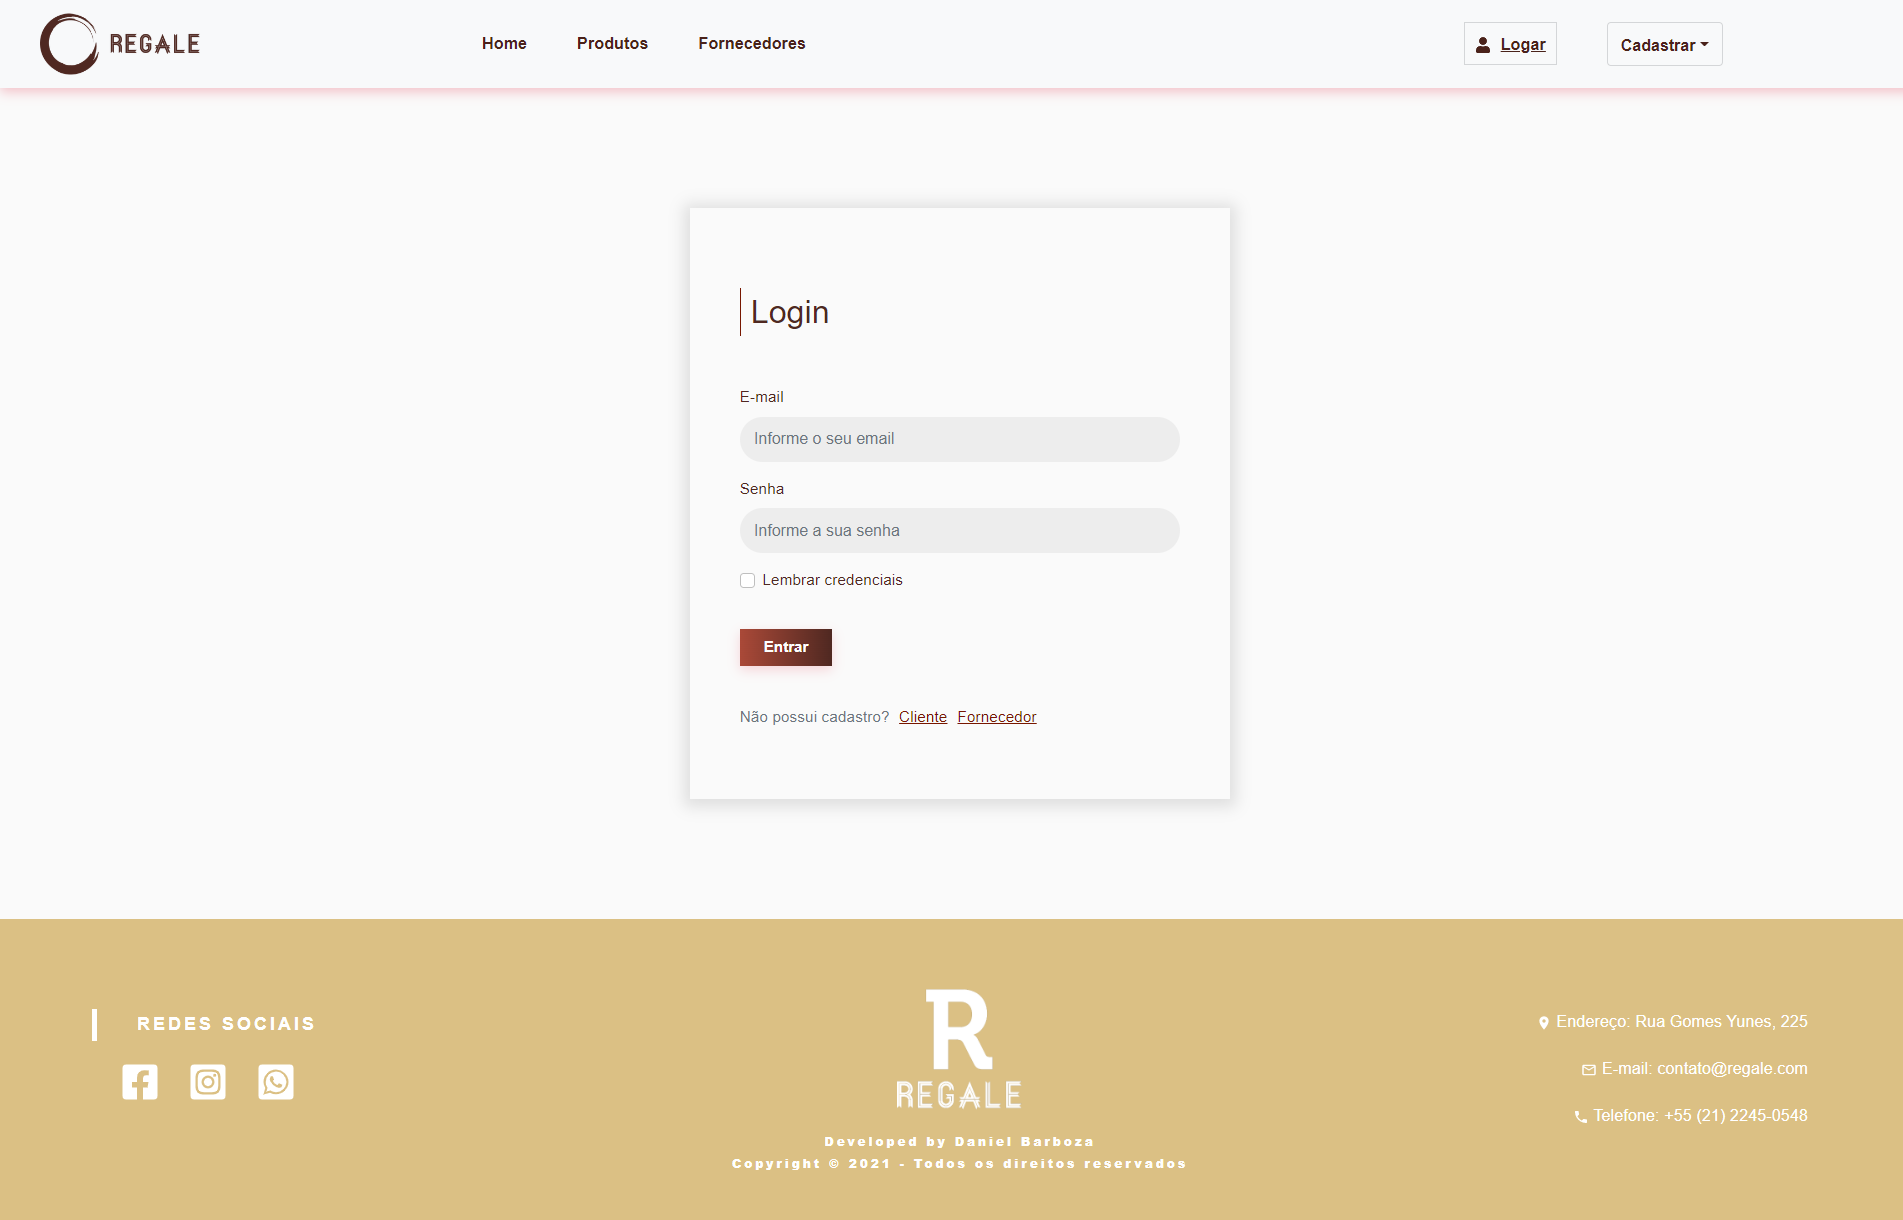 REGALE
Home
Produtos
Fornecedores
Logar
Cadastrar
Login
E-mail
Informe o seu email
Senha
Informe a sua senha
Lembrar credenciais
Entrar
Não possui cadastro? Cliente Fornecedor
REDES SOCIAIS
R
REGALE
Developed by Daniel Barboza
Copyright © 2021 - Todos os direitos reservados
Endereço: Rua Gomes Yunes, 225
E-mail: contato@regale.com
Telefone: +55 (21) 2245-0548